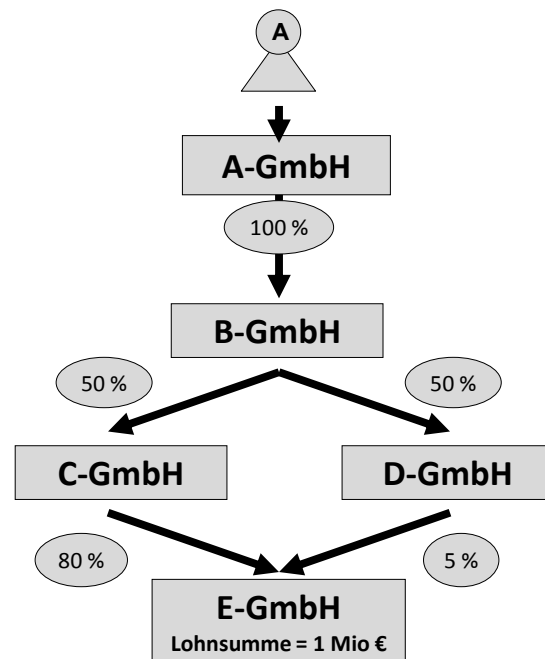 A
A-GmbH
100 %
B-GmbH
50 %
50 %
C-GmbH
D-GmbH
80 %
5 %
E-GmbH
Lohnsumme = 1 Mio €